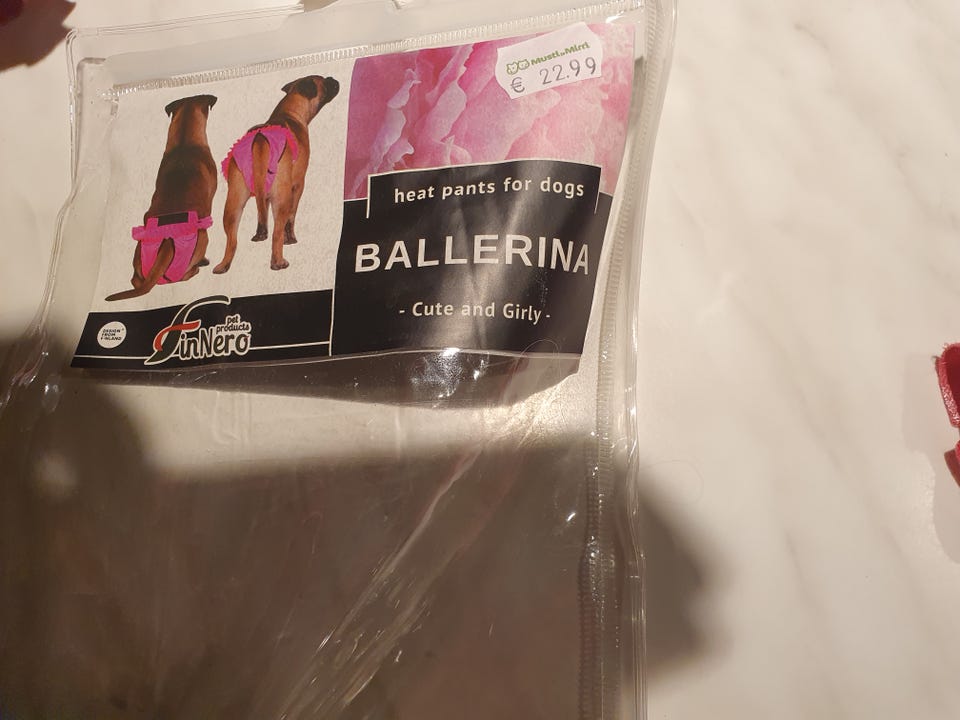 Musti ja Mirri
€ 22.99
heat pants for dogs
BALLERINA
- Cute and Girly -
DESIGN
FROM
FINLAND
pet
products
FinNero